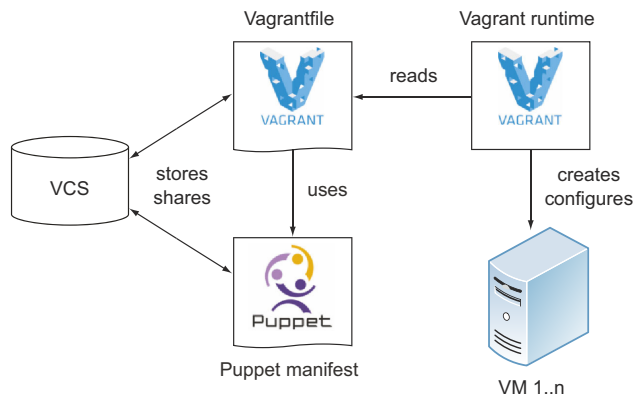 Vagrantfile
Vagrant runtime
VAGRANT
reads
VAGRANT
VCS
stores
shares
uses
creates
configures
Puppet
Puppet manifest
VM 1..n